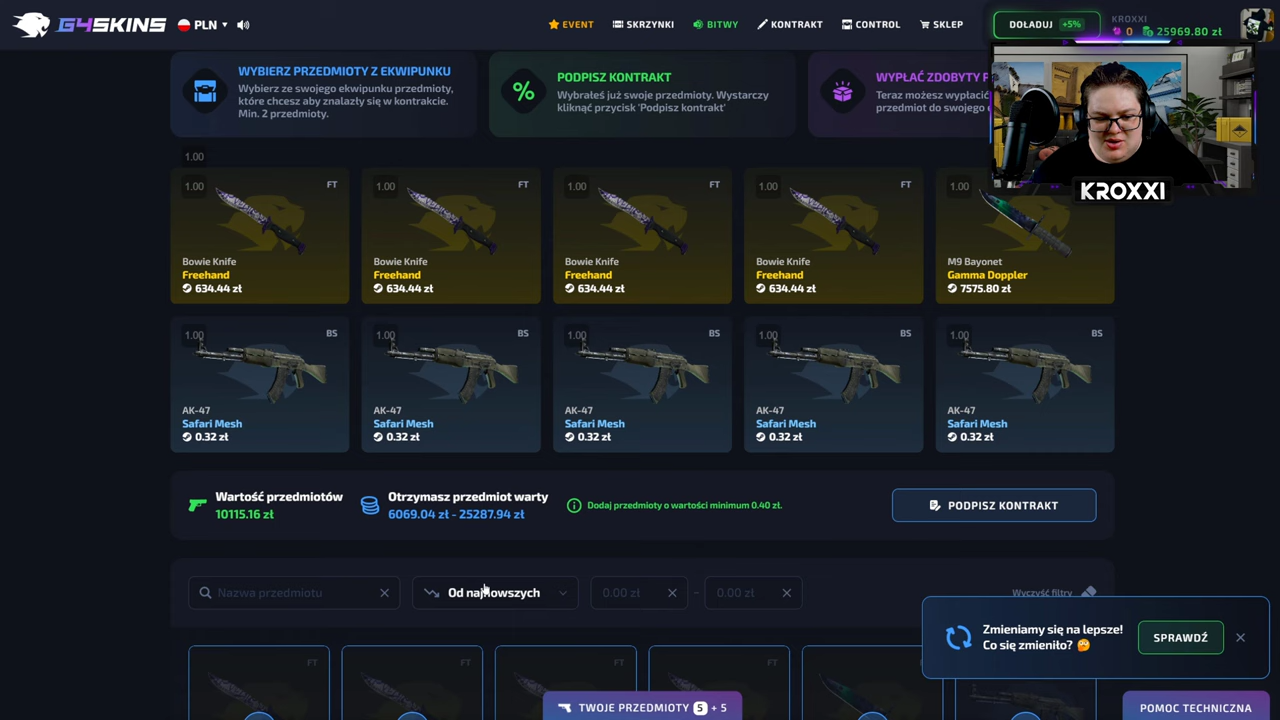 G4SKINS
PLN
EVENT
SKRZYNKI
BITWY
KONTRAKT
CONTROL
SKLEP
DOŁADUJ +5%
KROXXI
0 25969.80 zł
WYBIERZ PRZEDMIOTY Z EKWIPUNKU
Wybierz ze swojego ekwipunku przedmioty,
które chcesz aby znalazły się w kontrakcie.
Min. 2 przedmioty.
PODPISZ KONTRAKT
Wybrałeś już swoje przedmioty. Wystarczy
kliknąć przycisk 'Podpisz kontrakt'
WYPŁAĆ ZDOBYTY P
Teraz możesz wypłacić
przedmiot do swojego
KROXXI
1.00
1.00 FT
Bowie Knife
Freehand
634.44 zł
1.00 FT
Bowie Knife
Freehand
634.44 zł
1.00 FT
Bowie Knife
Freehand
634.44 zł
1.00 FT
Bowie Knife
Freehand
634.44 zł
1.00
M9 Bayonet
Gamma Doppler
7575.80 zł
1.00 BS
AK-47
Safari Mesh
0.32 zł
1.00 BS
AK-47
Safari Mesh
0.32 zł
1.00 BS
AK-47
Safari Mesh
0.32 zł
1.00 BS
AK-47
Safari Mesh
0.32 zł
1.00 BS
AK-47
Safari Mesh
0.32 zł
Wartość przedmiotów
10115.16 zł
Otrzymasz przedmiot warty
6069.04 zł - 25287.94 zł
Dodaj przedmioty o wartości minimum 0.40 zł.
PODPISZ KONTRAKT
Nazwa przedmiotu
Od najnowszych
0.00 zł - 0.00 zł
Wyczyść filtry
Zmieniamy się na lepsze!
Co się zmieniło?
SPRAWDŹ
FT
FT
FT
FT
TWOJE PRZEDMIOTY 5 + 5
POMOC TECHNICZNA